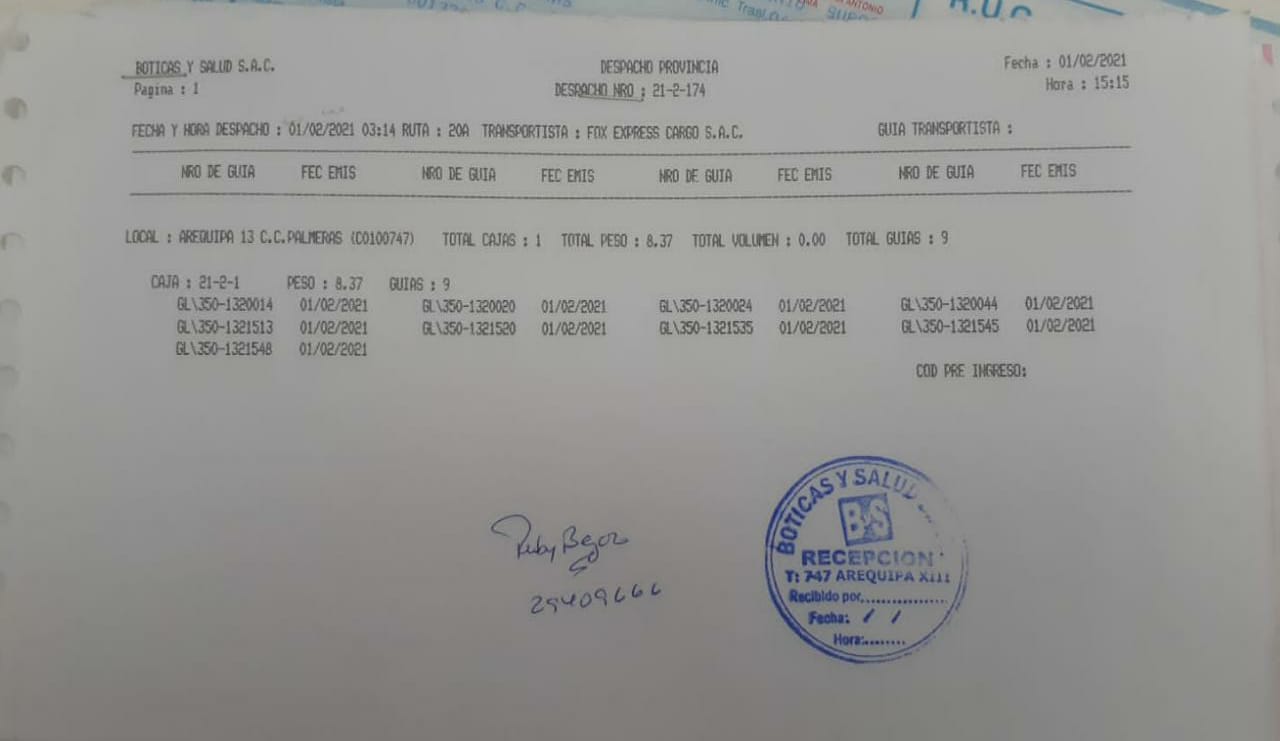 R.U.C
BOTICAS Y SALUD S.A.C.
DESPACHO PROVINCIA
Fecha : 01/02/2021
Pagina : 1
DESPACHO NRO : 21-2-174
Hora : 15:15
FECHA Y HORA DESPACHO : 01/02/2021 03:14 RUTA : 20A TRANSPORTISTA : FOX EXPRESS CARGO S.A.C. GUIA TRANSPORTISTA :
NRO DE GUIA FEC EMIS NRO DE GUIA FEC EMIS NRO DE GUIA FEC EMIS NRO DE GUIA FEC EMIS
LOCAL : AREQUIPA 13 C.C.PALMERAS (C0100747) TOTAL CAJAS : 1 TOTAL PESO : 8.37 TOTAL VOLUMEN : 0.00 TOTAL GUIAS : 9
CAJA : 21-2-1 PESO : 8.37 GUIAS : 9
GL\350-1320014 01/02/2021 GL\350-1320020 01/02/2021 GL\350-1320024 01/02/2021 GL\350-1320044 01/02/2021
GL\350-1321513 01/02/2021 GL\350-1321520 01/02/2021 GL\350-1321535 01/02/2021 GL\350-1321545 01/02/2021
GL\350-1321548 01/02/2021
COD PRE INGRESO:
29409666
BOTICAS Y SALUD
B&S
RECEPCION
T: 747 AREQUIPA XIII
Recibido por..................
Fecha: / /
Hora:.........